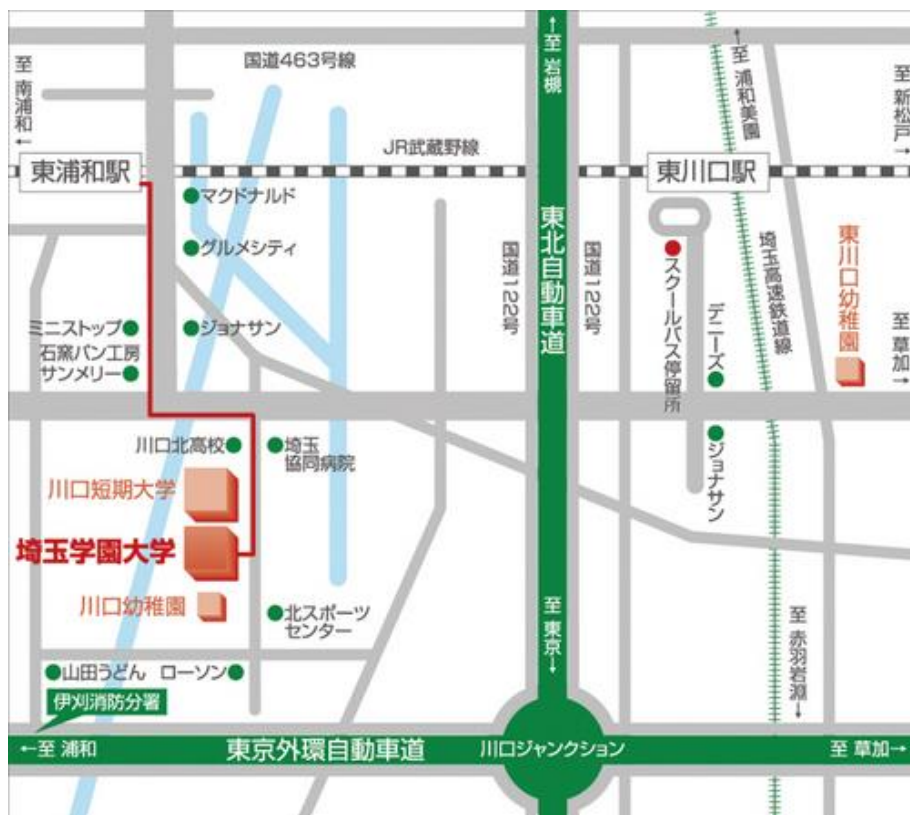 国道463号線
←至 岩槻
至 南浦和→
←至 浦和美園
至 新松戸→
JR武蔵野線
東浦和駅
東川口駅
マクドナルド
グルメシティ
東北自動車道
国道122号
国道122号
スクールバス停留所
埼玉高速鉄道線
東川口幼稚園
デニーズ
ミニストップ
石窯パン工房
サンメリー
ジョナサン
至 草加→
川口北高校
埼玉
協同病院
ジョナサン
川口短期大学
埼玉学園大学
川口幼稚園
北スポーツ
センター
至 東京→
至 赤羽岩淵→
山田うどん
ローソン
伊刈消防分署
←至 浦和
東京外環自動車道
川口ジャンクション
至 草加→